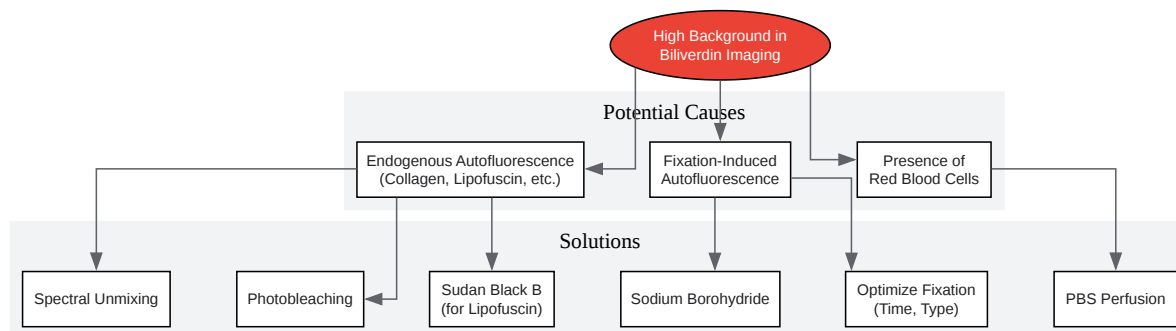 High Background in
Biliverdin Imaging
Potential Causes
Endogenous Autofluorescence
(Collagen, Lipofuscin, etc.)
Fixation-Induced
Autofluorescence
Presence of
Red Blood Cells
Solutions
Spectral Unmixing
Photobleaching
Sudan Black B
(for Lipofuscin)
Sodium Borohydride
Optimize Fixation
(Time, Type)
PBS Perfusion